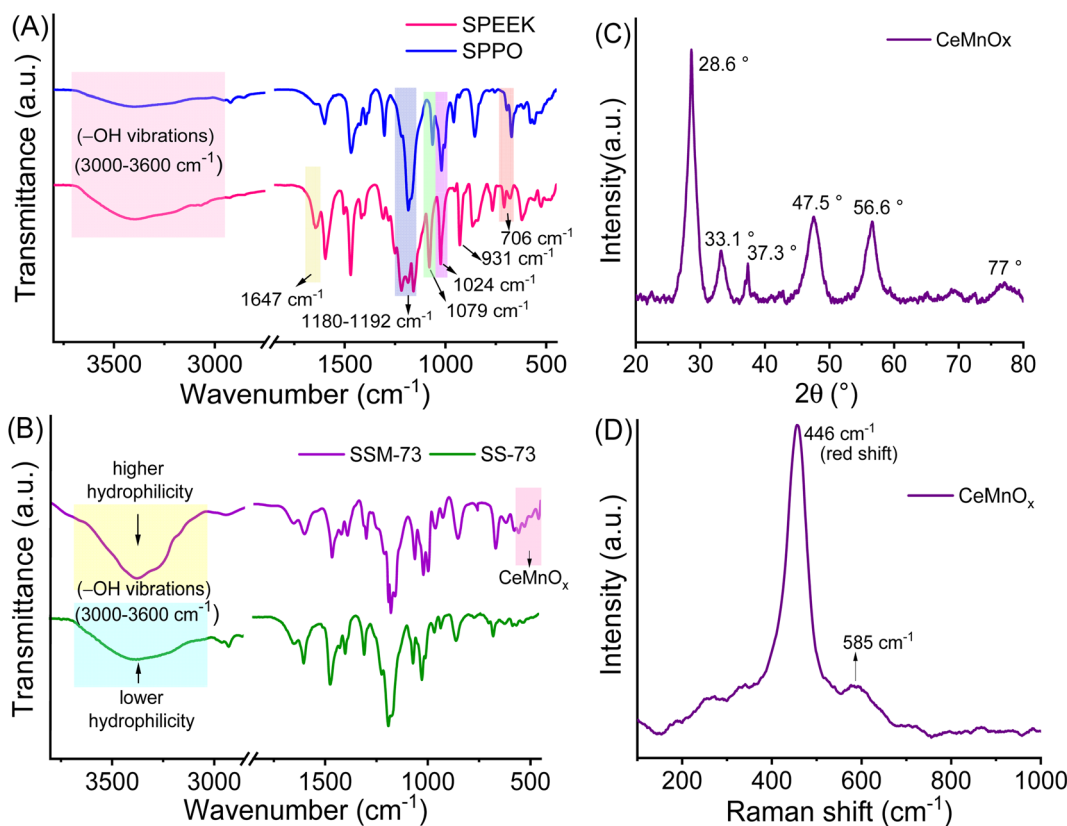 (A)
SPEEK
SPPO
(–OH vibrations)
(3000-3600 cm⁻¹)
1647 cm⁻¹
1180-1192 cm⁻¹
706 cm⁻¹
931 cm⁻¹
1024 cm⁻¹
1079 cm⁻¹
Transmittance (a.u.)
3500 3000 1500 1000 500
Wavenumber (cm⁻¹)
(C)
CeMnOx
28.6 °
33.1 °
37.3 °
47.5 °
56.6 °
77 °
Intensity(a.u.)
20 30 40 50 60 70 80
2θ (°)
(B)
SSM-73 SS-73
higher
hydrophilicity
(–OH vibrations)
(3000-3600 cm⁻¹)
lower
hydrophilicity
CeMnOₓ
Transmittance (a.u.)
3500 3000 1500 1000 500
Wavenumber (cm⁻¹)
(D)
446 cm⁻¹
(red shift)
CeMnOₓ
585 cm⁻¹
Intensity (a.u.)
200 400 600 800 1000
Raman shift (cm⁻¹)